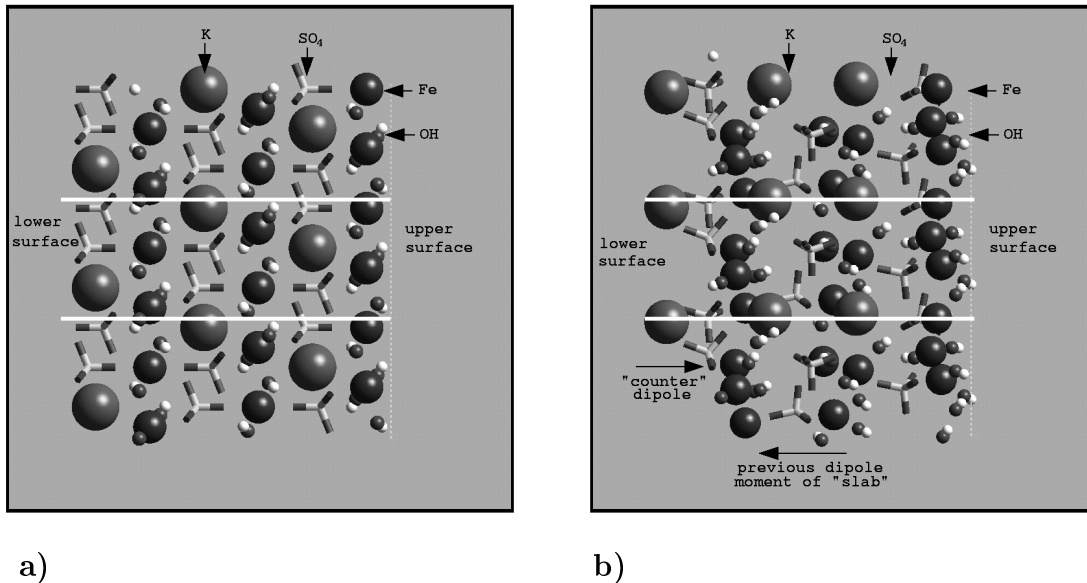 K
SO4
Fe
OH
lower
surface
upper
surface
a)
K
SO4
Fe
OH
lower
surface
upper
surface
"counter"
dipole
previous dipole
moment of "slab"
b)